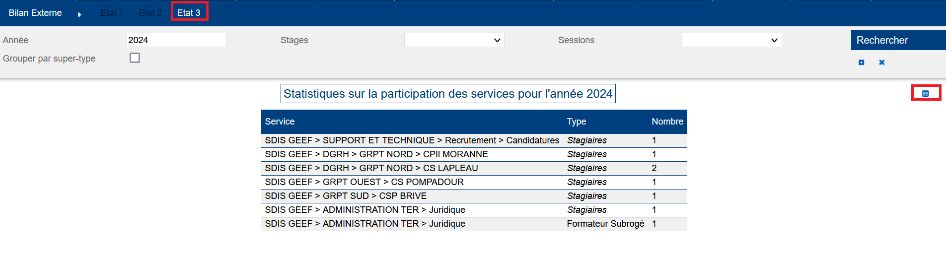 Bilan Externe Etat 1 Etat 2 Etat 3
Année 2024 Stages Sessions Rechercher
Grouper par super-type
Statistiques sur la participation des services pour l'année 2024
Service Type Nombre
SDIS GEEF > SUPPORT ET TECHNIQUE > Recrutement > Candidatures Stagiaires 1
SDIS GEEF > DGRH > GRPT NORD > CPII MORANNE Stagiaires 1
SDIS GEEF > DGRH > GRPT NORD > CS LAPLEAU Stagiaires 2
SDIS GEEF > GRPT OUEST > CS POMPADOUR Stagiaires 1
SDIS GEEF > GRPT SUD > CSP BRIVE Stagiaires 1
SDIS GEEF > ADMINISTRATION TER > Juridique Stagiaires 1
SDIS GEEF > ADMINISTRATION TER > Juridique Formateur Subrogé 1